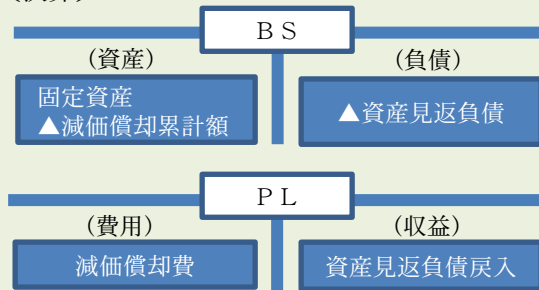 ＢＳ
(資産)
(負債)
固定資産
▲減価償却累計額
▲資産見返負債
ＰＬ
(費用)
(収益)
減価償却費
資産見返負債戻入